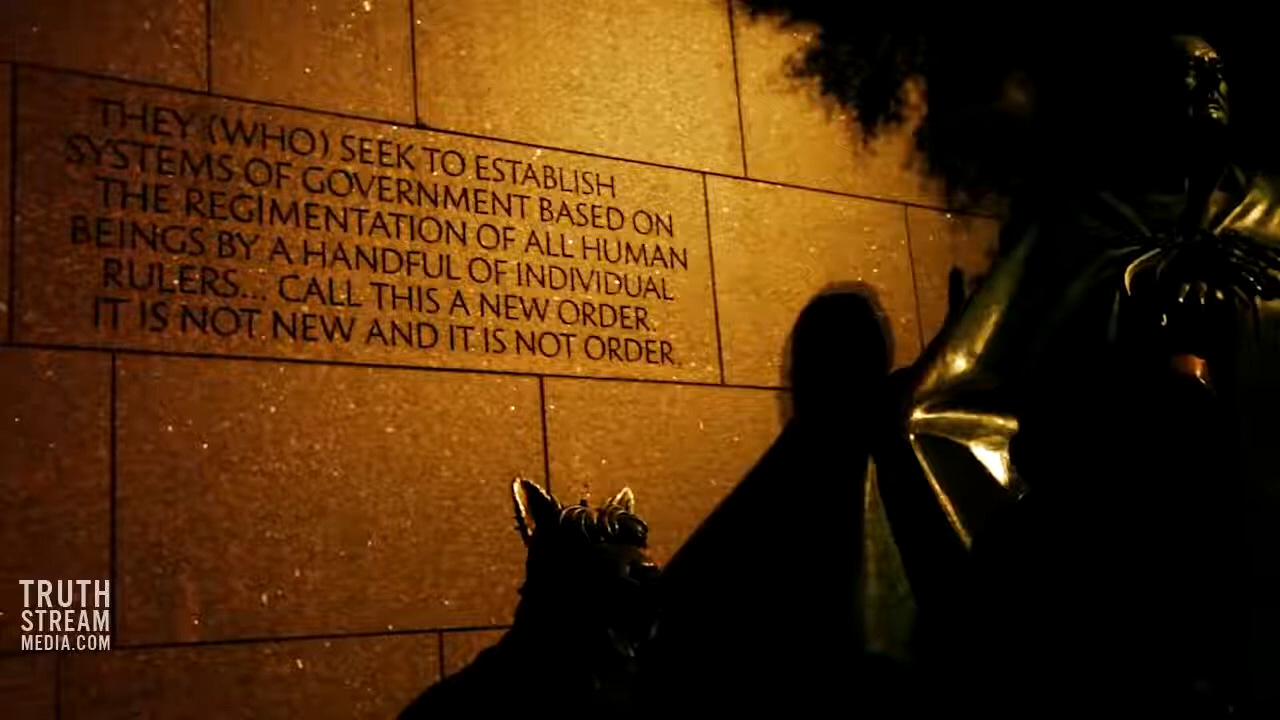 THEY (WHO) SEEK TO ESTABLISH
SYSTEMS OF GOVERNMENT BASED ON
THE REGIMENTATION OF ALL HUMAN
BEINGS BY A HANDFUL OF INDIVIDUAL
RULERS... CALL THIS A NEW ORDER.
IT IS NOT NEW AND IT IS NOT ORDER.
TRUTH
STREAM
MEDIA.COM